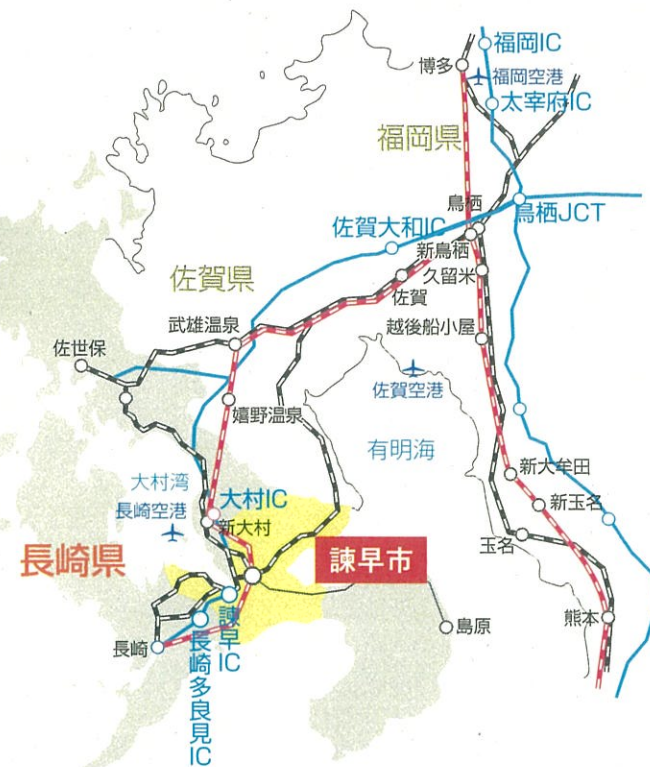 福岡IC
博多
福岡空港
太宰府IC
福岡県
鳥栖
鳥栖JCT
佐賀大和IC
新鳥栖
久留米
佐賀県
佐賀
武雄温泉
越後船小屋
佐世保
佐賀空港
嬉野温泉
有明海
新大牟田
大村湾
大村IC
新玉名
長崎空港
新大村
玉名
長崎県
諫早市
熊本
諫早IC
島原
長崎
長崎多良見IC